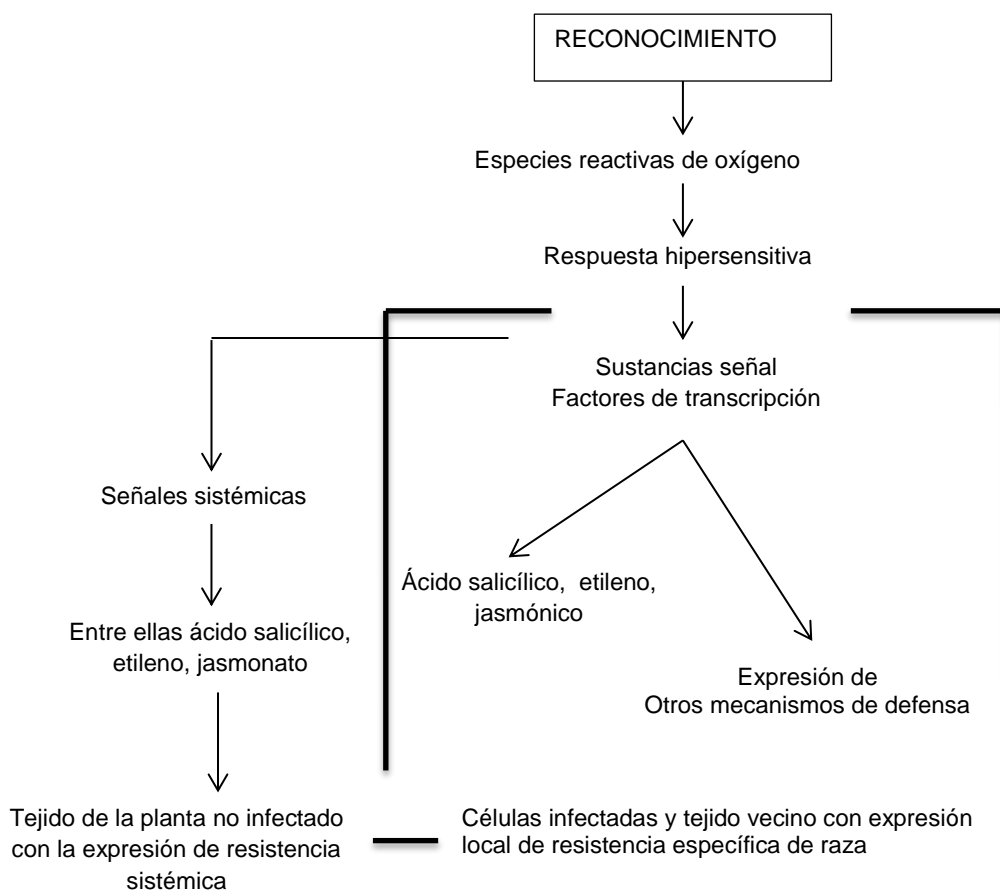 RECONOCIMIENTO
Especies reactivas de oxígeno
Respuesta hipersensitiva
Sustancias señal
Factores de transcripción
Señales sistémicas
Ácido salicílico, etileno,
jasmónico
Entre ellas ácido salicílico,
etileno, jasmonato
Expresión de
Otros mecanismos de defensa
Tejido de la planta no infectado
con la expresión de resistencia
sistémica
Células infectadas y tejido vecino con expresión
local de resistencia específica de raza